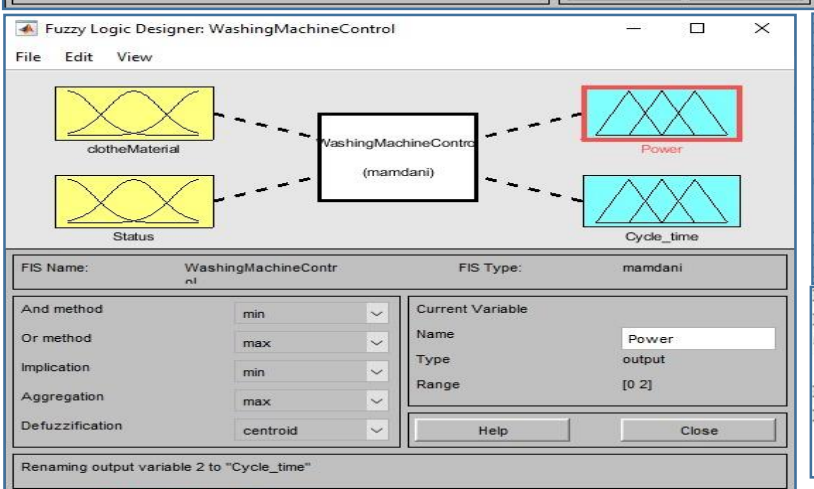 Fuzzy Logic Designer: WashingMachineControl
File Edit View
clotheMaterial
Status
WashingMachineContro
(mamdani)
Power
Cycle_time
FIS Name: WashingMachineContr
ol
FIS Type: mamdani
And method min
Or method max
Implication min
Aggregation max
Defuzzification centroid
Current Variable
Name Power
Type output
Range [0 2]
Help Close
Renaming output variable 2 to "Cycle_time"